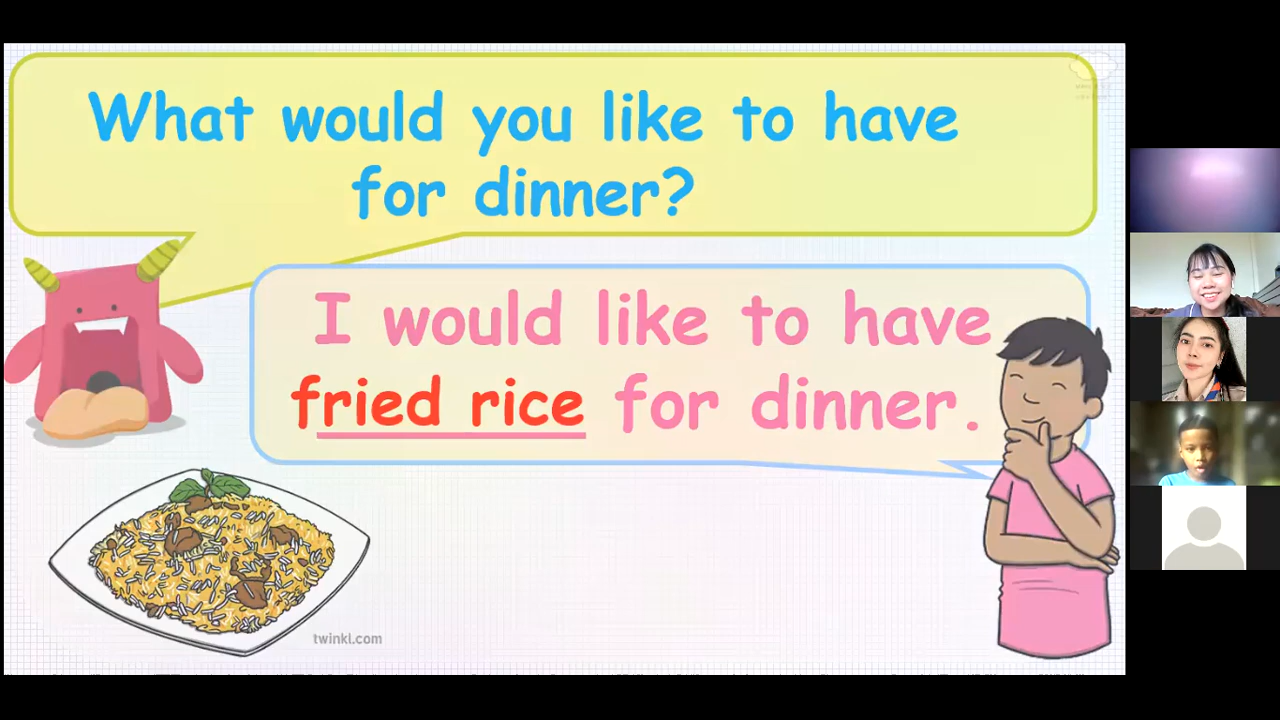 What would you like to have
for dinner?
I would like to have
fried rice for dinner.
twinkl.com